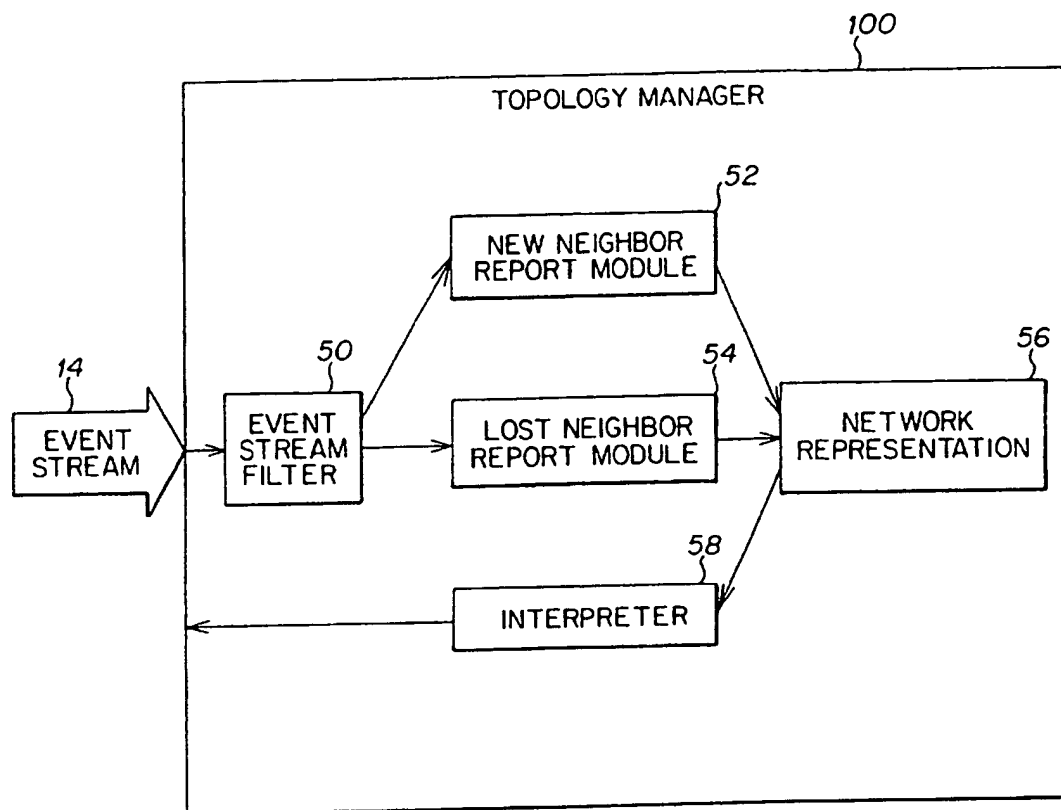 100
TOPOLOGY MANAGER
52
NEW NEIGHBOR
REPORT MODULE
14
EVENT
STREAM
50
EVENT
STREAM
FILTER
54
LOST NEIGHBOR
REPORT MODULE
56
NETWORK
REPRESENTATION
58
INTERPRETER